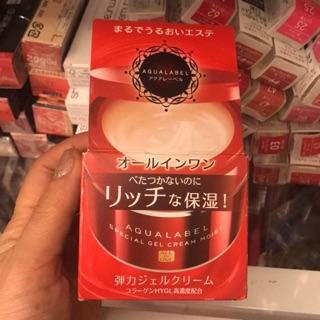 まるでうるおいエステ
AQUALABEL
アクアレーベル
オールインワン
べたつかないのに
リッチな保湿!
AQUALABEL
SPECIAL GEL CREAM MOIST
弾力ジェルクリーム
コラーゲンHYGL高濃度配合
62